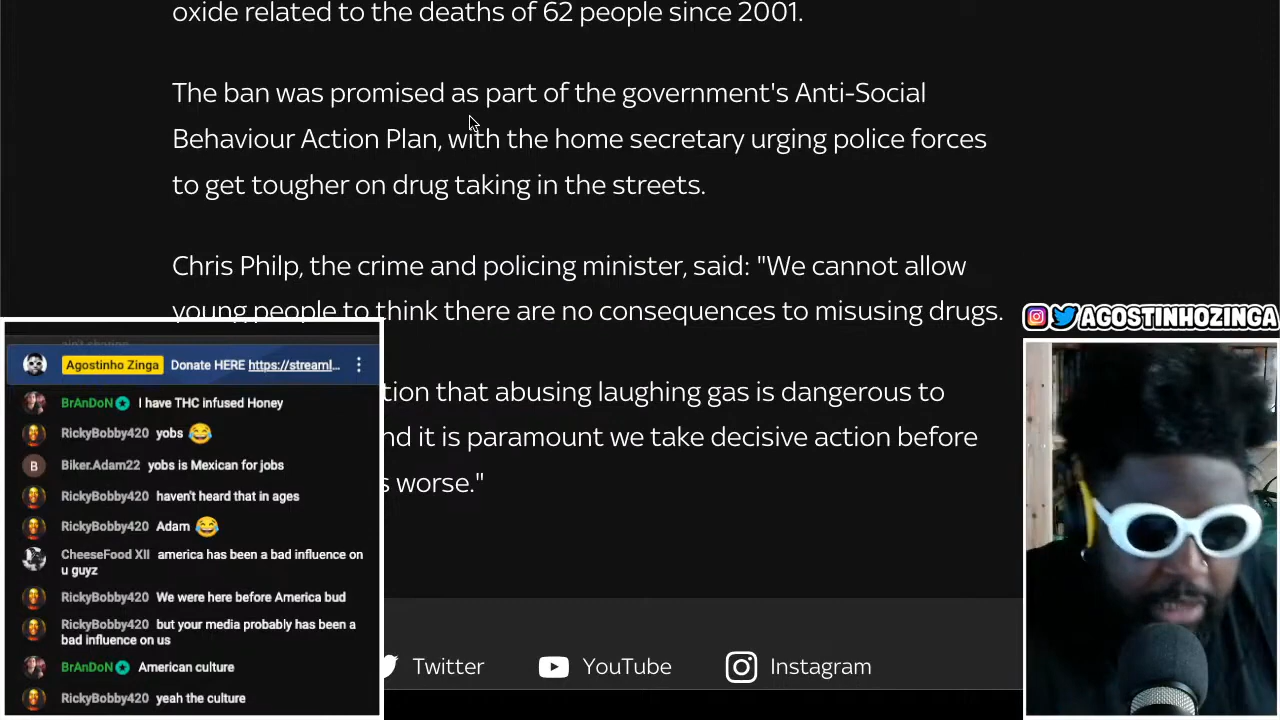 oxide related to the deaths of 62 people since 2001.
The ban was promised as part of the government's Anti-Social
Behaviour Action Plan, with the home secretary urging police forces
to get tougher on drug taking in the streets.
Chris Philp, the crime and policing minister, said: "We cannot allow
young people to think there are no consequences to misusing drugs.
tion that abusing laughing gas is dangerous to
nd it is paramount we take decisive action before
s worse."
Twitter YouTube Instagram
Agostinho Zinga Donate HERE https://streaml...
BrAnDoN I have THC infused Honey
RickyBobby420 yobs 😂
B Biker.Adam22 yobs is Mexican for jobs
RickyBobby420 haven't heard that in ages
RickyBobby420 Adam 😂
CheeseFood XII america has been a bad influence on
u guyz
RickyBobby420 We were here before America bud
RickyBobby420 but your media probably has been a
bad influence on us
BrAnDoN American culture
RickyBobby420 yeah the culture
AGOSTINHOZINGA